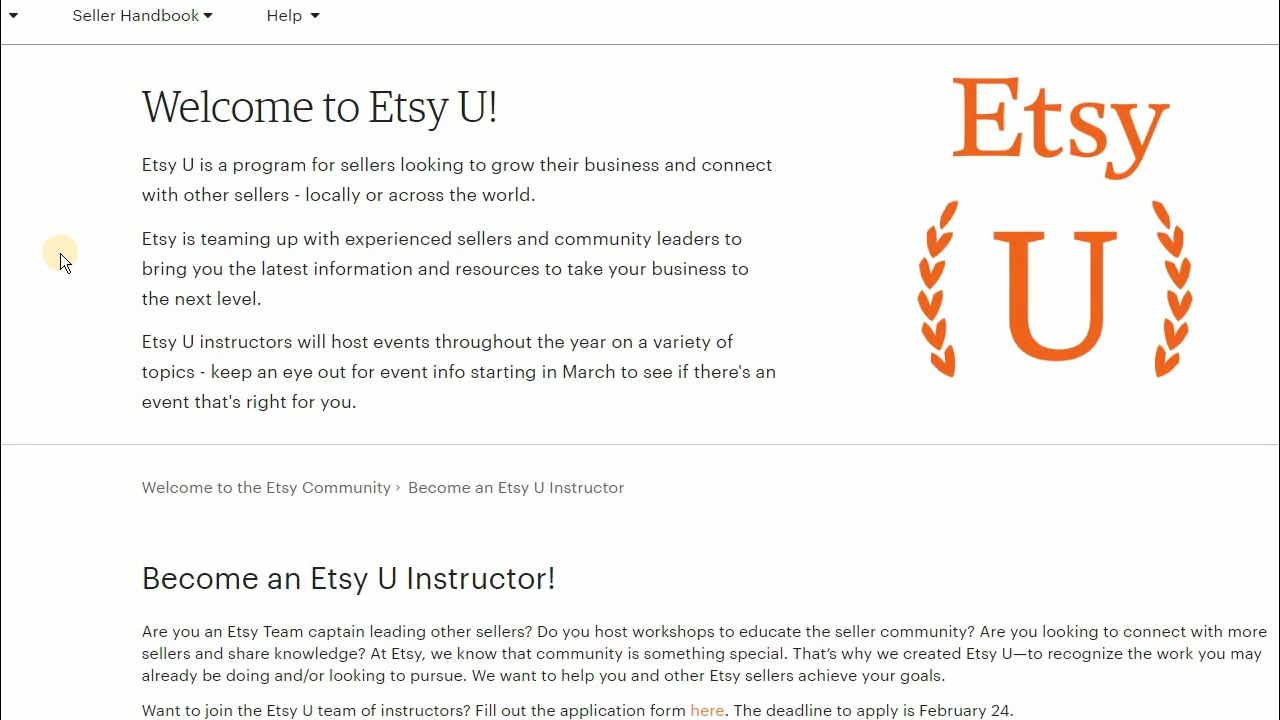 Seller Handbook
Help
Welcome to Etsy U!
Etsy U is a program for sellers looking to grow their business and connect
with other sellers - locally or across the world.
Etsy is teaming up with experienced sellers and community leaders to
bring you the latest information and resources to take your business to
the next level.
Etsy U instructors will host events throughout the year on a variety of
topics - keep an eye out for event info starting in March to see if there's an
event that's right for you.
Etsy
U
Welcome to the Etsy Community › Become an Etsy U Instructor
Become an Etsy U Instructor!
Are you an Etsy Team captain leading other sellers? Do you host workshops to educate the seller community? Are you looking to connect with more
sellers and share knowledge? At Etsy, we know that community is something special. That’s why we created Etsy U—to recognize the work you may
already be doing and/or looking to pursue. We want to help you and other Etsy sellers achieve your goals.
Want to join the Etsy U team of instructors? Fill out the application form here. The deadline to apply is February 24.